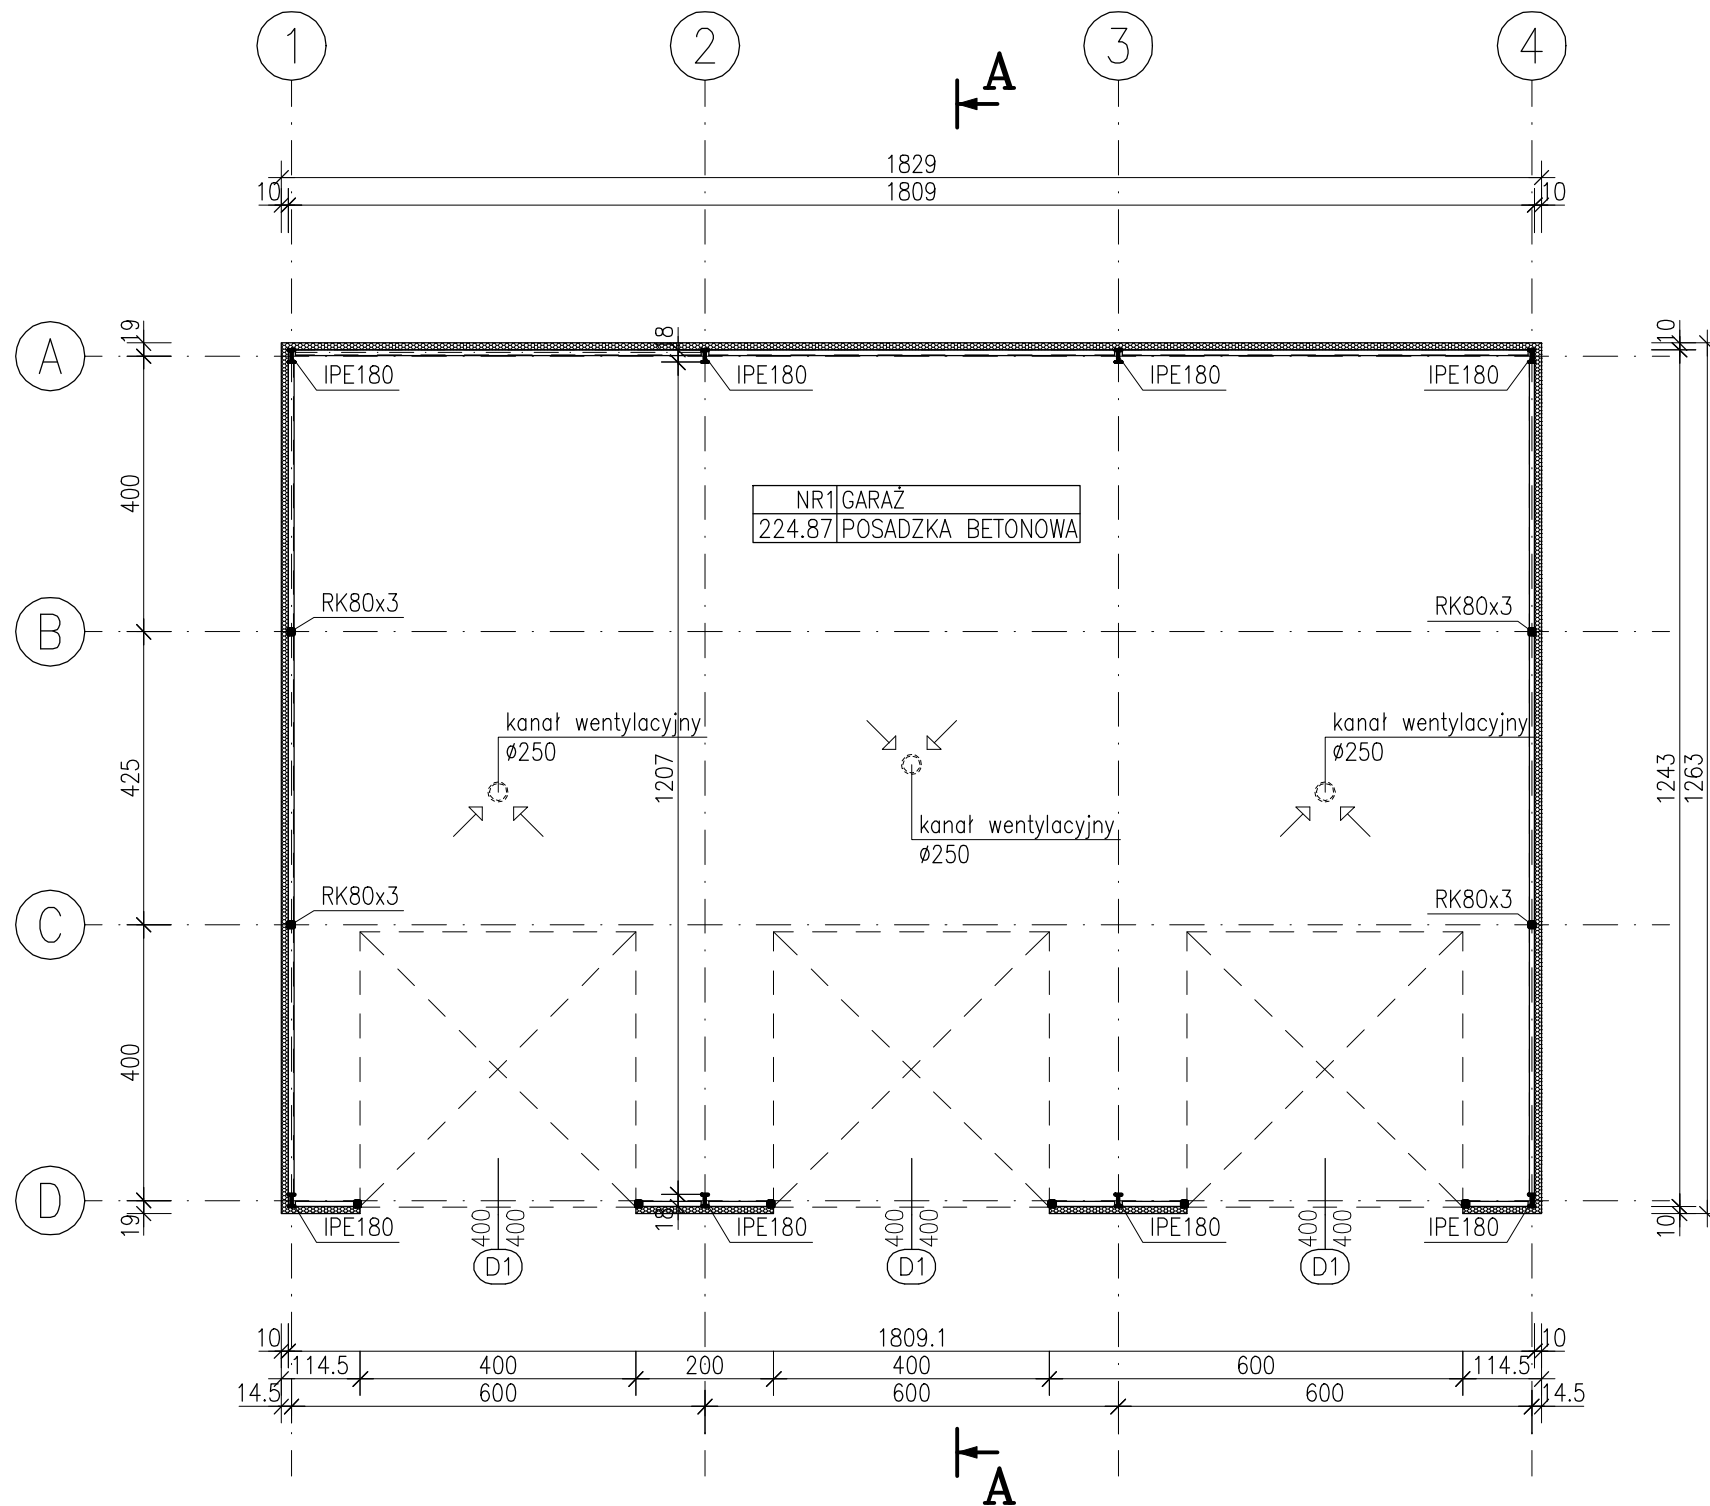 1
2
3
4
A
1829
10
1809
10
A
19
18
10
IPE180
IPE180
IPE180
IPE180
400
NR1 GARAŻ
224.87 POSADZKA BETONOWA
B
RK80x3
RK80x3
kanał wentylacyjny
ø250
kanał wentylacyjny
ø250
425
1207
1243
1263
kanał wentylacyjny
ø250
C
RK80x3
RK80x3
400
D
19
18
10
IPE180
IPE180
IPE180
IPE180
400
400
400
400
400
400
D1
D1
D1
10
1809.1
10
114.5
400
200
400
600
114.5
14.5
600
600
600
14.5
A